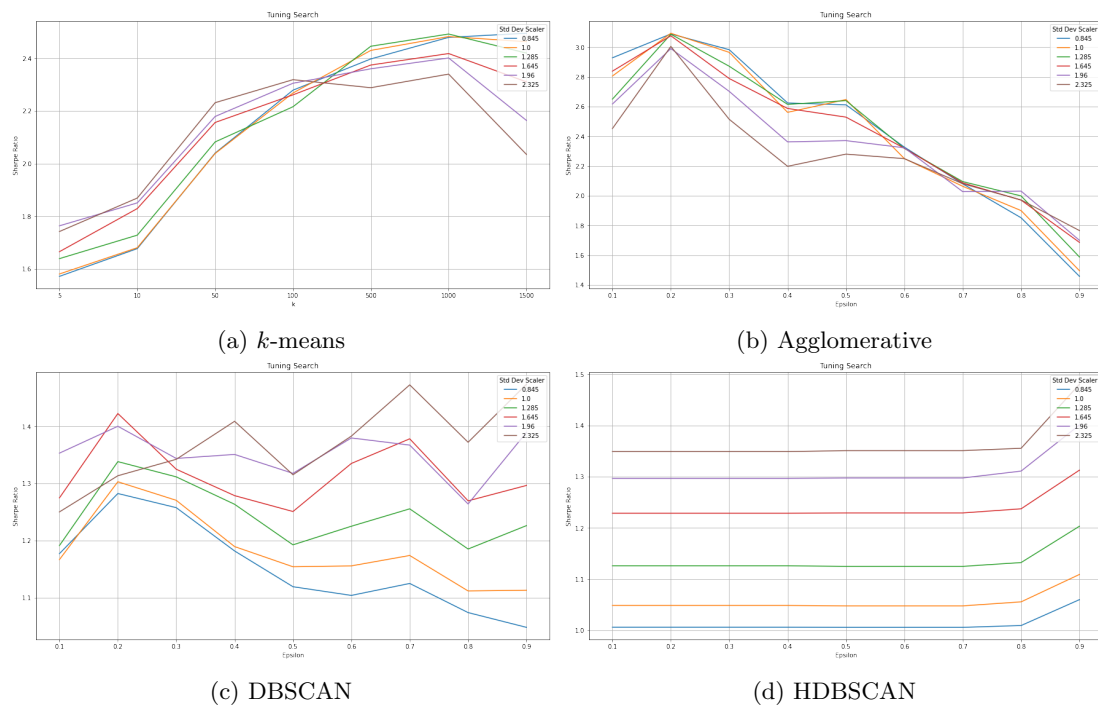 Tuning Search
Sharpe Ratio
2.4
2.2
2.0
1.8
1.6
5 10 50 100 500 1000 1500
k
Std Dev Scaler
0.845
1.0
1.285
1.645
1.96
2.325
(a) k-means
Tuning Search
Sharpe Ratio
3.0
2.8
2.6
2.4
2.2
2.0
1.8
1.6
1.4
0.1 0.2 0.3 0.4 0.5 0.6 0.7 0.8 0.9
Epsilon
Std Dev Scaler
0.845
1.0
1.285
1.645
1.96
2.325
(b) Agglomerative
Tuning Search
Sharpe Ratio
1.4
1.3
1.2
1.1
0.1 0.2 0.3 0.4 0.5 0.6 0.7 0.8 0.9
Epsilon
Std Dev Scaler
0.845
1.0
1.285
1.645
1.96
2.325
(c) DBSCAN
Tuning Search
Sharpe Ratio
1.5
1.4
1.3
1.2
1.1
1.0
0.1 0.2 0.3 0.4 0.5 0.6 0.7 0.8 0.9
Epsilon
Std Dev Scaler
0.845
1.0
1.285
1.645
1.96
2.325
(d) HDBSCAN